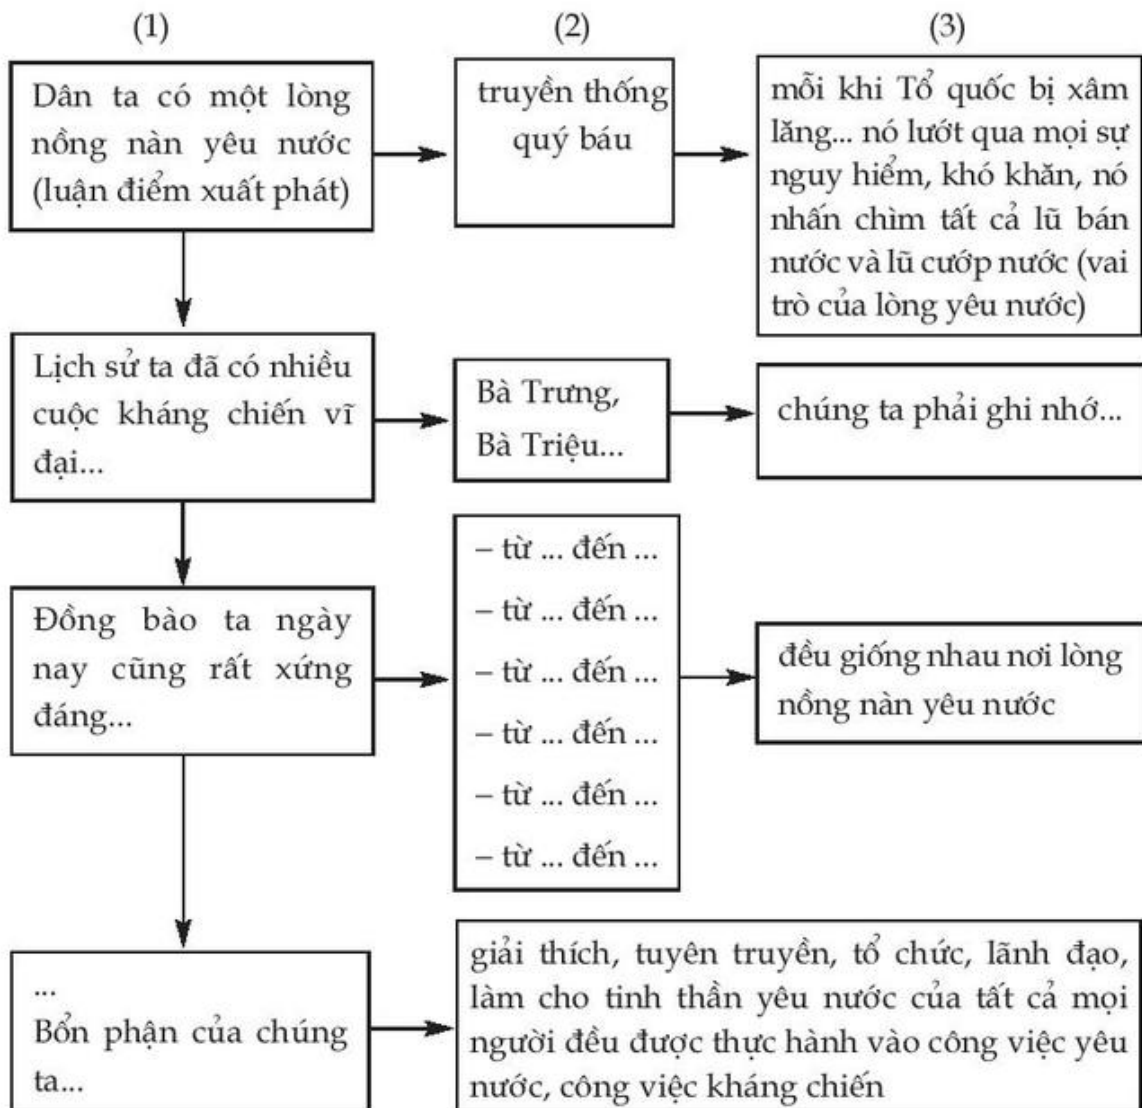 (1)
(2)
(3)
Dân ta có một lòng
nồng nàn yêu nước
(luận điểm xuất phát)
truyền thống
quý báu
mỗi khi Tổ quốc bị xâm
lăng... nó lướt qua mọi sự
nguy hiểm, khó khăn, nó
nhấn chìm tất cả lũ bán
nước và lũ cướp nước (vai
trò của lòng yêu nước)
Lịch sử ta đã có nhiều
cuộc kháng chiến vĩ
đại...
Bà Trưng,
Bà Triệu...
chúng ta phải ghi nhớ...
Đồng bào ta ngày
nay cũng rất xứng
đáng...
– từ ... đến ...
– từ ... đến ...
– từ ... đến ...
– từ ... đến ...
– từ ... đến ...
– từ ... đến ...
đều giống nhau nơi lòng
nồng nàn yêu nước
...
Bổn phận của chúng
ta...
giải thích, tuyên truyền, tổ chức, lãnh đạo,
làm cho tinh thần yêu nước của tất cả mọi
người đều được thực hành vào công việc yêu
nước, công việc kháng chiến